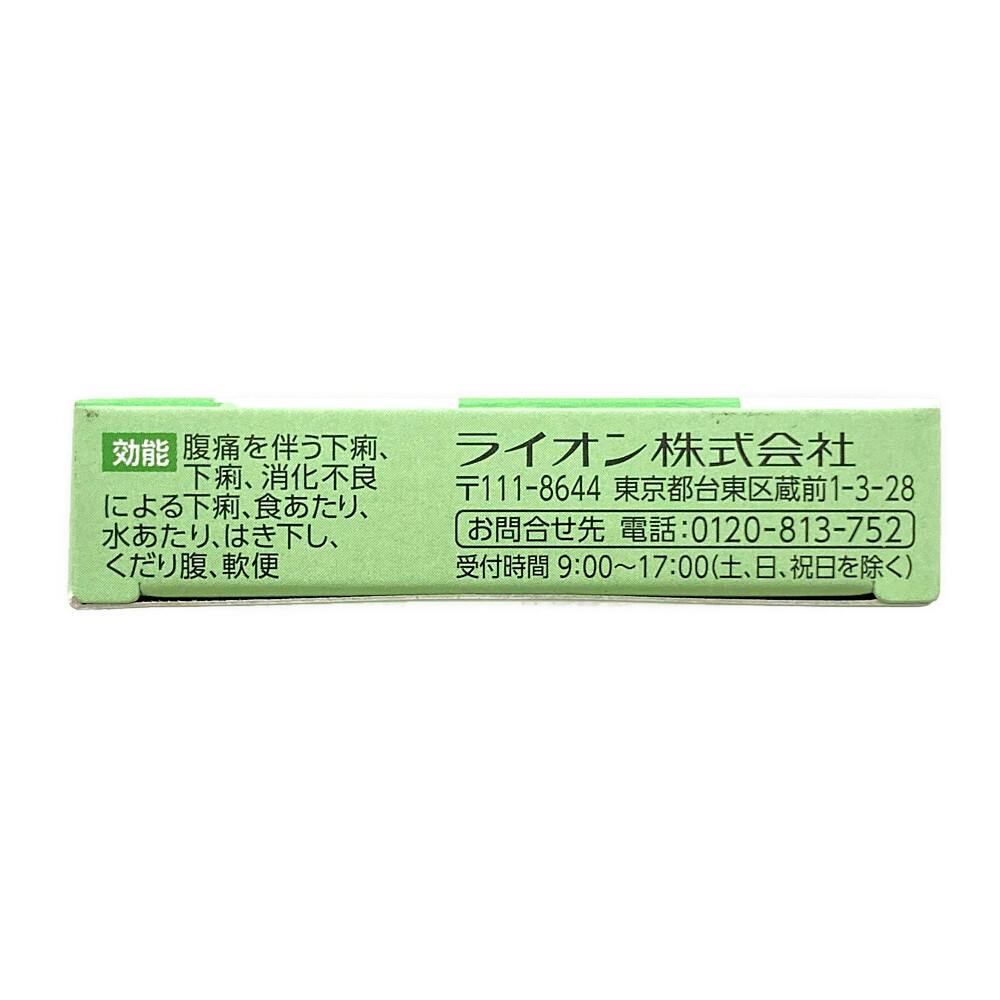 効能 腹痛を伴う下痢、
下痢、消化不良
による下痢、食あたり、
水あたり、はき下し、
くだり腹、軟便
ライオン株式会社
〒111-8644 東京都台東区蔵前1-3-28
お問合せ先 電話:0120-813-752
受付時間 9:00〜17:00(土、日、祝日を除く)